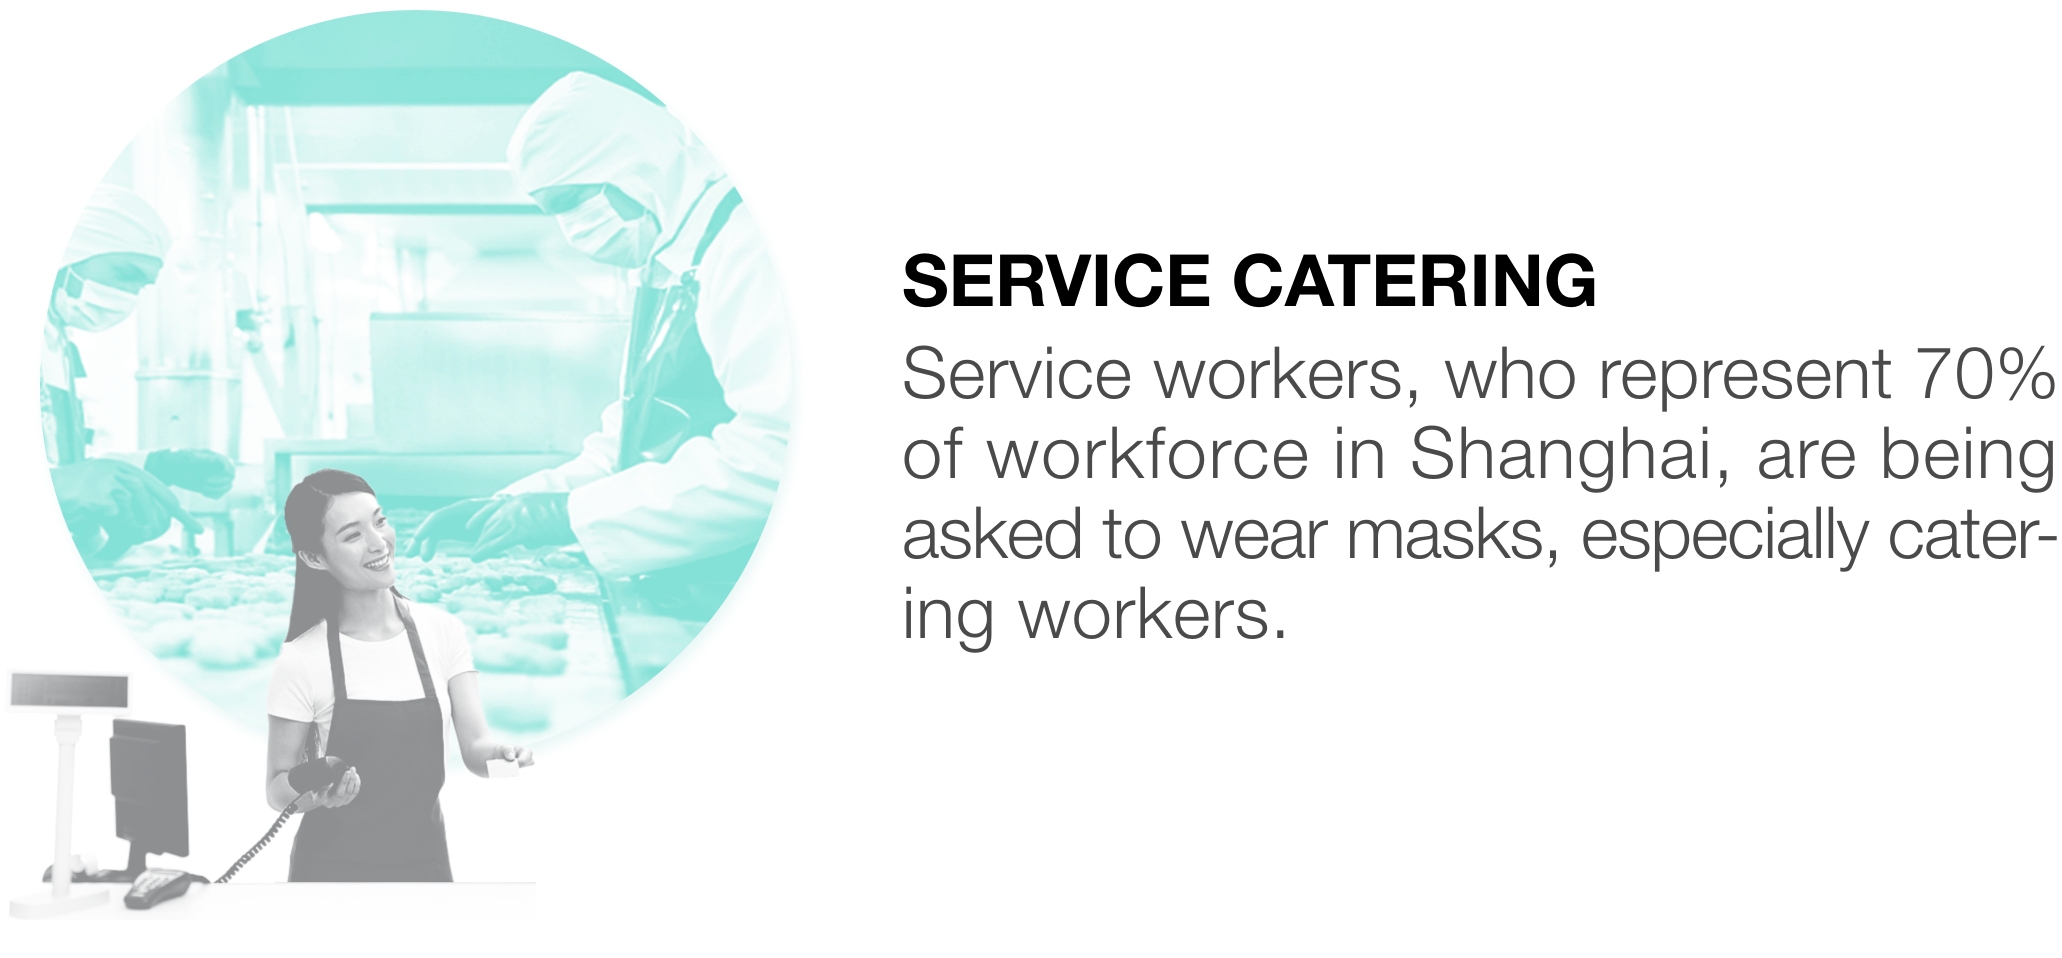 SERVICE CATERING
Service workers, who represent 70%
of workforce in Shanghai, are being
asked to wear masks, especially cater-
ing workers.